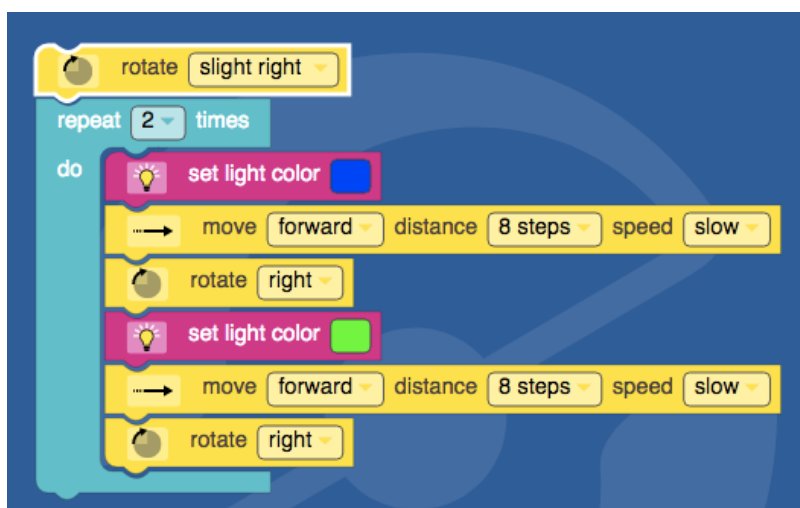 rotate slight right
repeat 2 times
do set light color
move forward distance 8 steps speed slow
rotate right
set light color
move forward distance 8 steps speed slow
rotate right